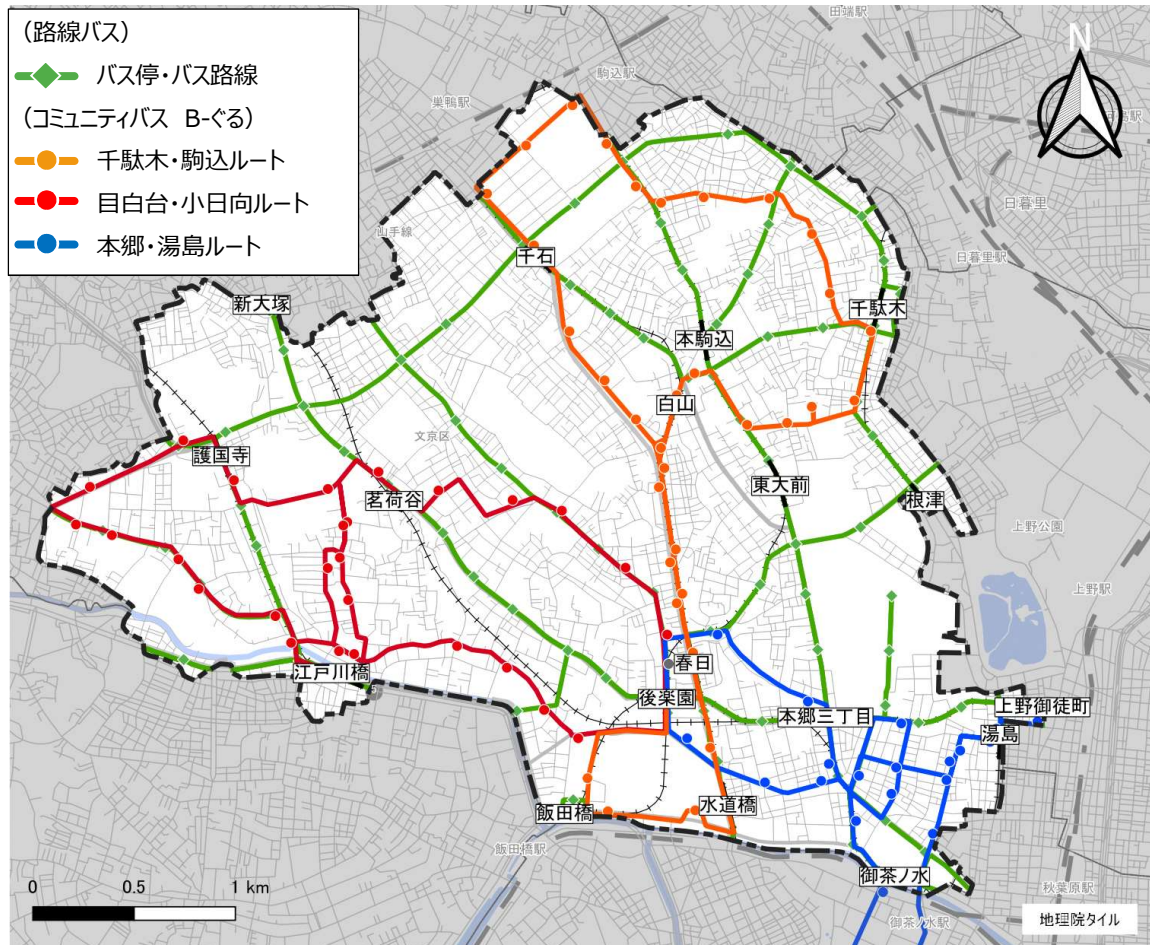 （路線バス）
バス停・バス路線
（コミュニティバス B-ぐる）
千駄木・駒込ルート
目白台・小日向ルート
本郷・湯島ルート
田端駅
N
駒込駅
巣鴨駅
日暮里
山手線
日暮里駅
千石
新大塚
千駄木
本駒込
白山
文京区
護国寺
茗荷谷
東大前
根津
上野公園
上野駅
春日
江戸川橋
後楽園
本郷三丁目
上野御徒町
湯島
飯田橋
水道橋
飯田橋駅
御茶ノ水
秋葉原駅
御茶ノ水駅
0 0.5 1 km
地理院タイル